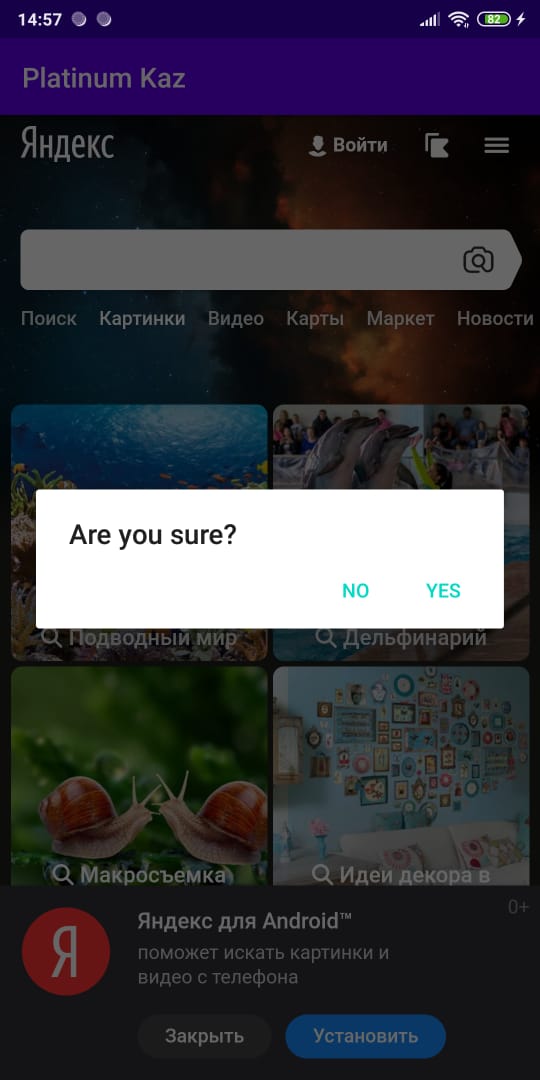 14:57
82
Platinum Kaz
Яндекс
Войти
Поиск Картинки Видео Карты Маркет Новости
Are you sure?
NO YES
Подводный мир
Дельфинарий
Макросъемка
Идеи декора в
0+
Я
Яндекс для Android™
поможет искать картинки и
видео с телефона
Закрыть
Установить